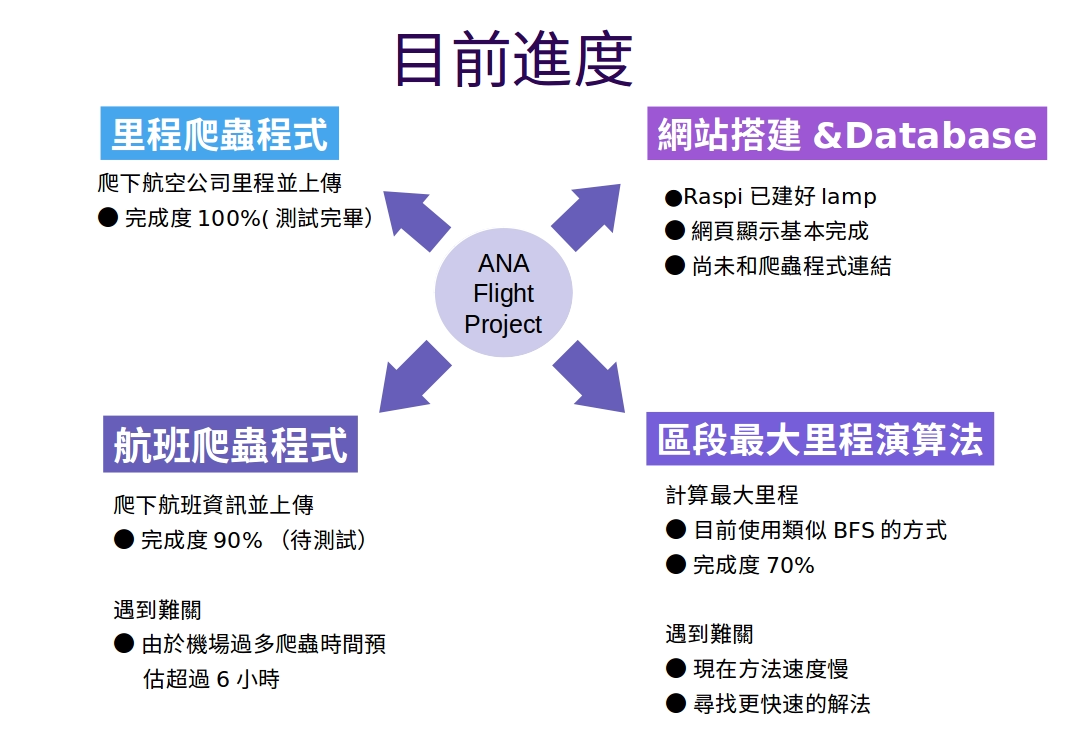 目前進度
里程爬蟲程式
爬下航空公司里程並上傳
● 完成度 100%( 測試完畢）
網站搭建 &Database
●Raspi 已建好 lamp
● 網頁顯示基本完成
● 尚未和爬蟲程式連結
ANA
Flight
Project
航班爬蟲程式
爬下航班資訊並上傳
● 完成度 90% （待測試）
遇到難關
● 由於機場過多爬蟲時間預
估超過 6 小時
區段最大里程演算法
計算最大里程
● 目前使用類似 BFS 的方式
● 完成度 70%
遇到難關
● 現在方法速度慢
● 尋找更快速的解法